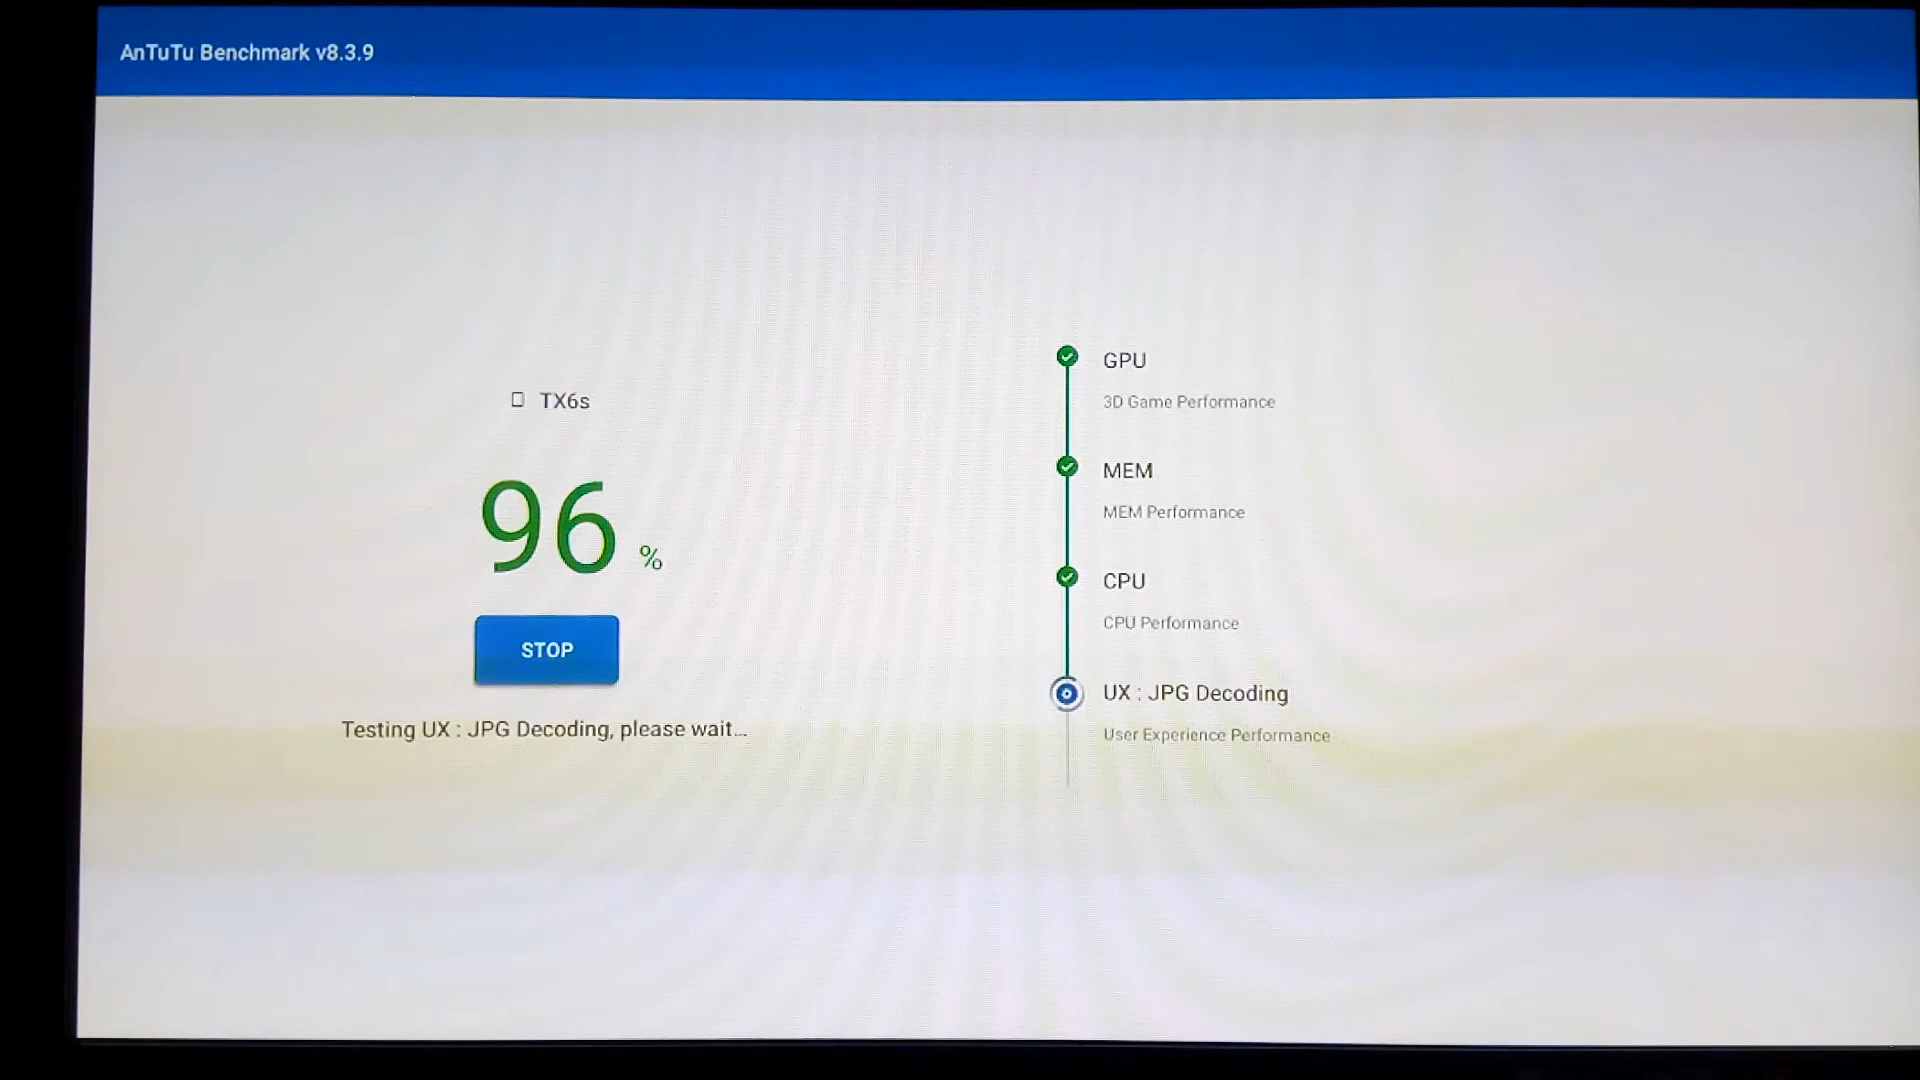 AnTuTu Benchmark v8.3.9
TX6s
96 %
STOP
Testing UX : JPG Decoding, please wait...
GPU
3D Game Performance
MEM
MEM Performance
CPU
CPU Performance
UX : JPG Decoding
User Experience Performance